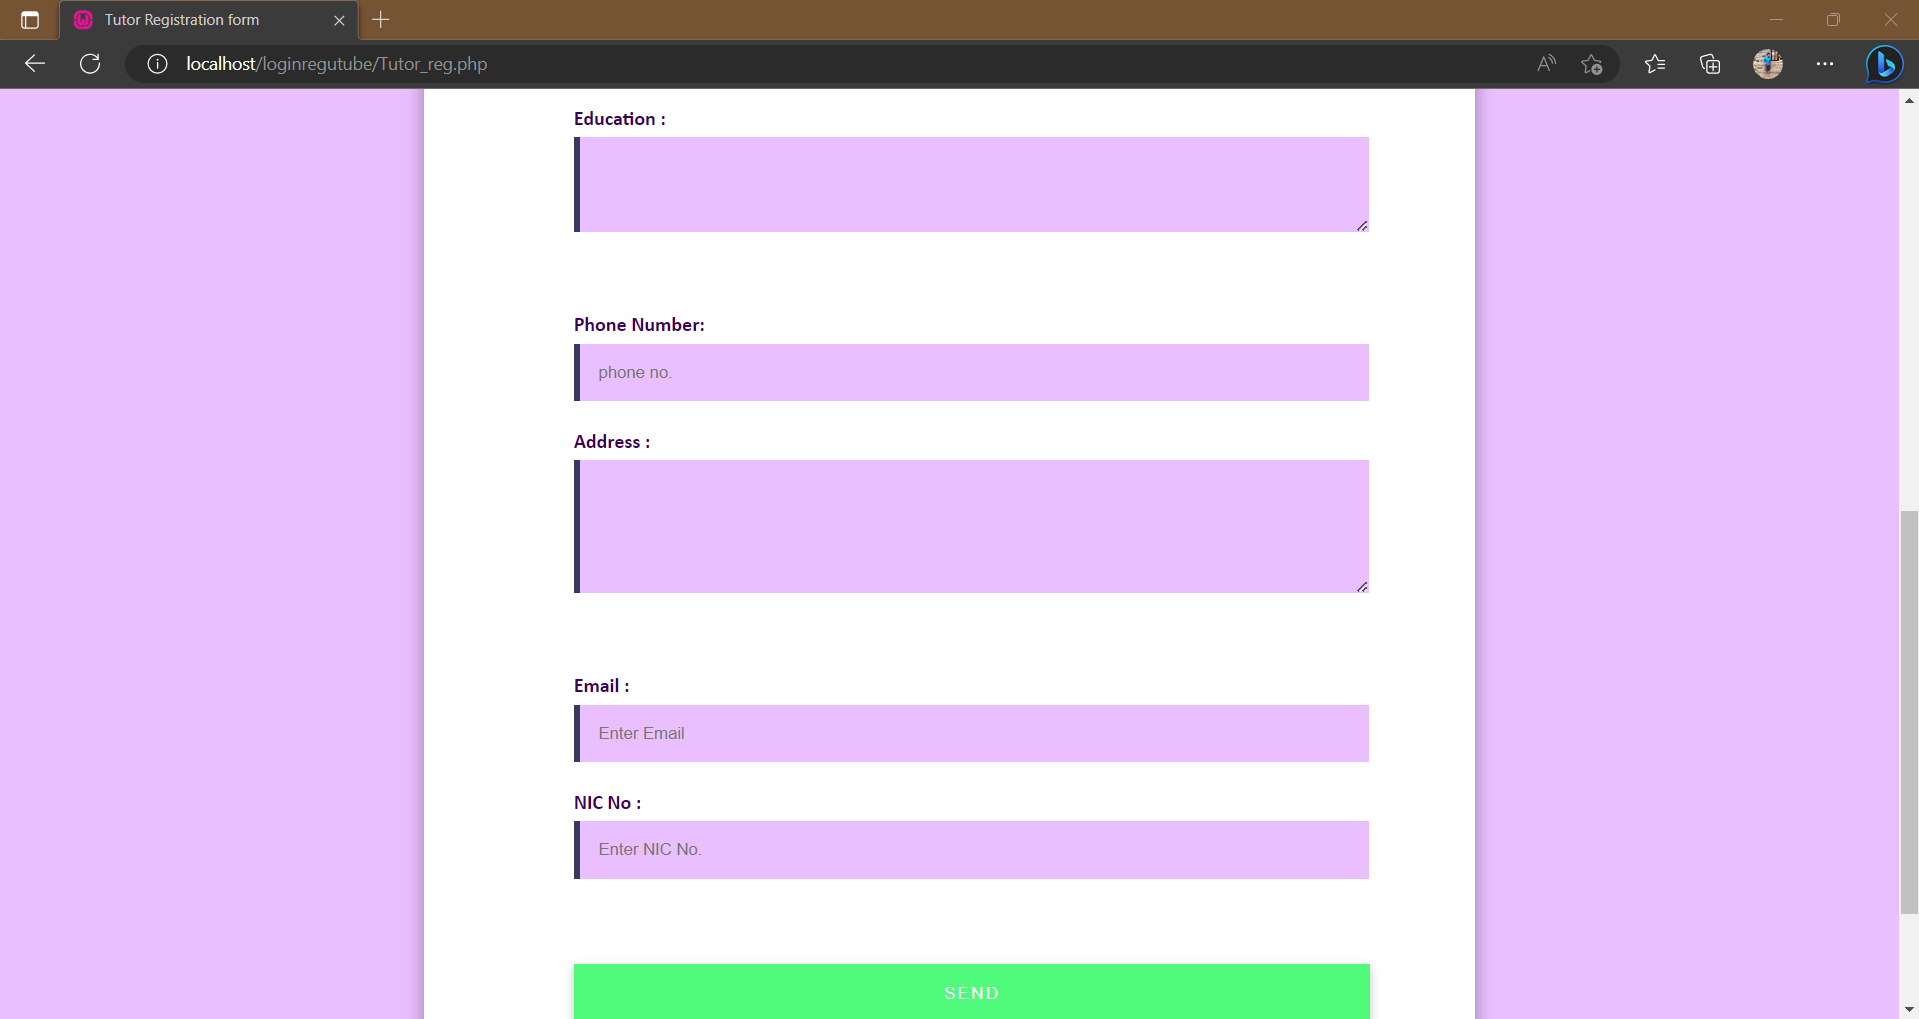 Tutor Registration form
localhost/loginregutube/Tutor_reg.php
Education :
Phone Number:
phone no.
Address :
Email :
Enter Email
NIC No :
Enter NIC No.
SEND